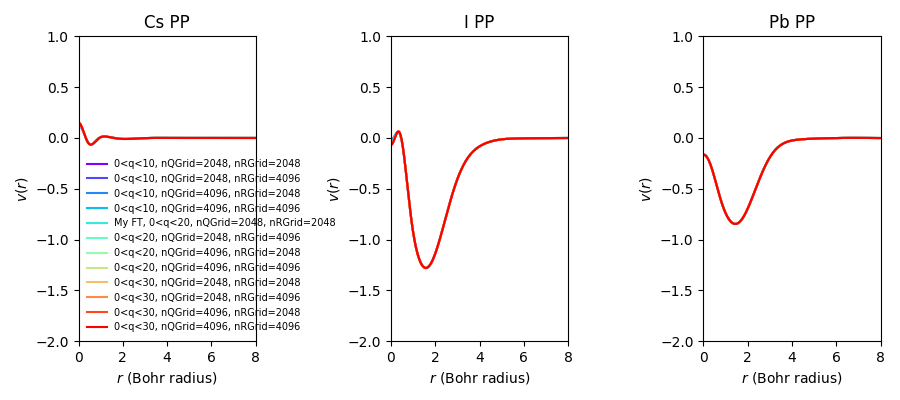 Cs PP
1.0
0.5
0.0
−0.5
−1.0
−1.5
−2.0
v(r)
0<q<10, nQGrid=2048, nRGrid=2048
0<q<10, nQGrid=2048, nRGrid=4096
0<q<10, nQGrid=4096, nRGrid=2048
0<q<10, nQGrid=4096, nRGrid=4096
My FT, 0<q<20, nQGrid=2048, nRGrid=2048
0<q<20, nQGrid=2048, nRGrid=4096
0<q<20, nQGrid=4096, nRGrid=2048
0<q<20, nQGrid=4096, nRGrid=4096
0<q<30, nQGrid=2048, nRGrid=2048
0<q<30, nQGrid=2048, nRGrid=4096
0<q<30, nQGrid=4096, nRGrid=2048
0<q<30, nQGrid=4096, nRGrid=4096
0 2 4 6 8
r (Bohr radius)
I PP
1.0
0.5
0.0
−0.5
−1.0
−1.5
−2.0
v(r)
0 2 4 6 8
r (Bohr radius)
Pb PP
1.0
0.5
0.0
−0.5
−1.0
−1.5
−2.0
v(r)
0 2 4 6 8
r (Bohr radius)